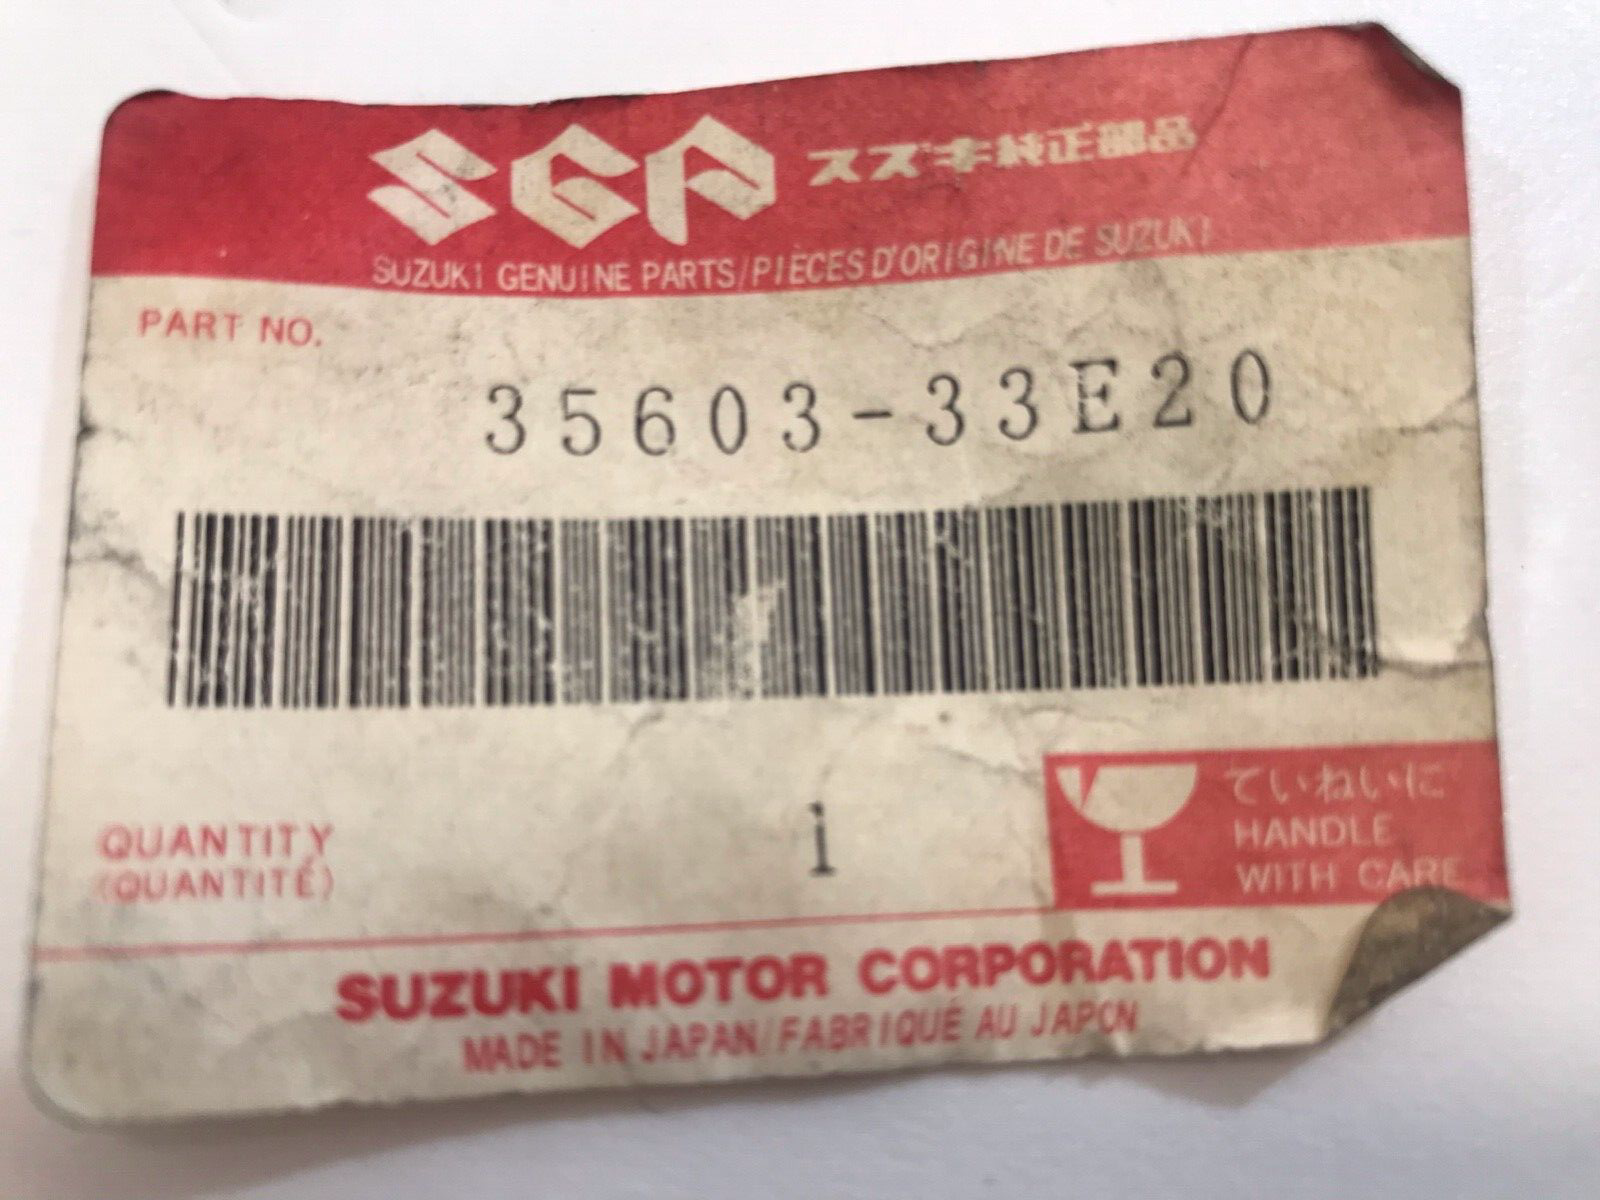 SGP スズキ純正部品
SUZUKI GENUINE PARTS/PIÈCES D'ORIGINE DE SUZUKI
PART NO.
35603-33E20
QUANTITY
(QUANTITÉ)
1
ていねいに
HANDLE
WITH CARE
SUZUKI MOTOR CORPORATION
MADE IN JAPAN/FABRIQUÉ AU JAPON